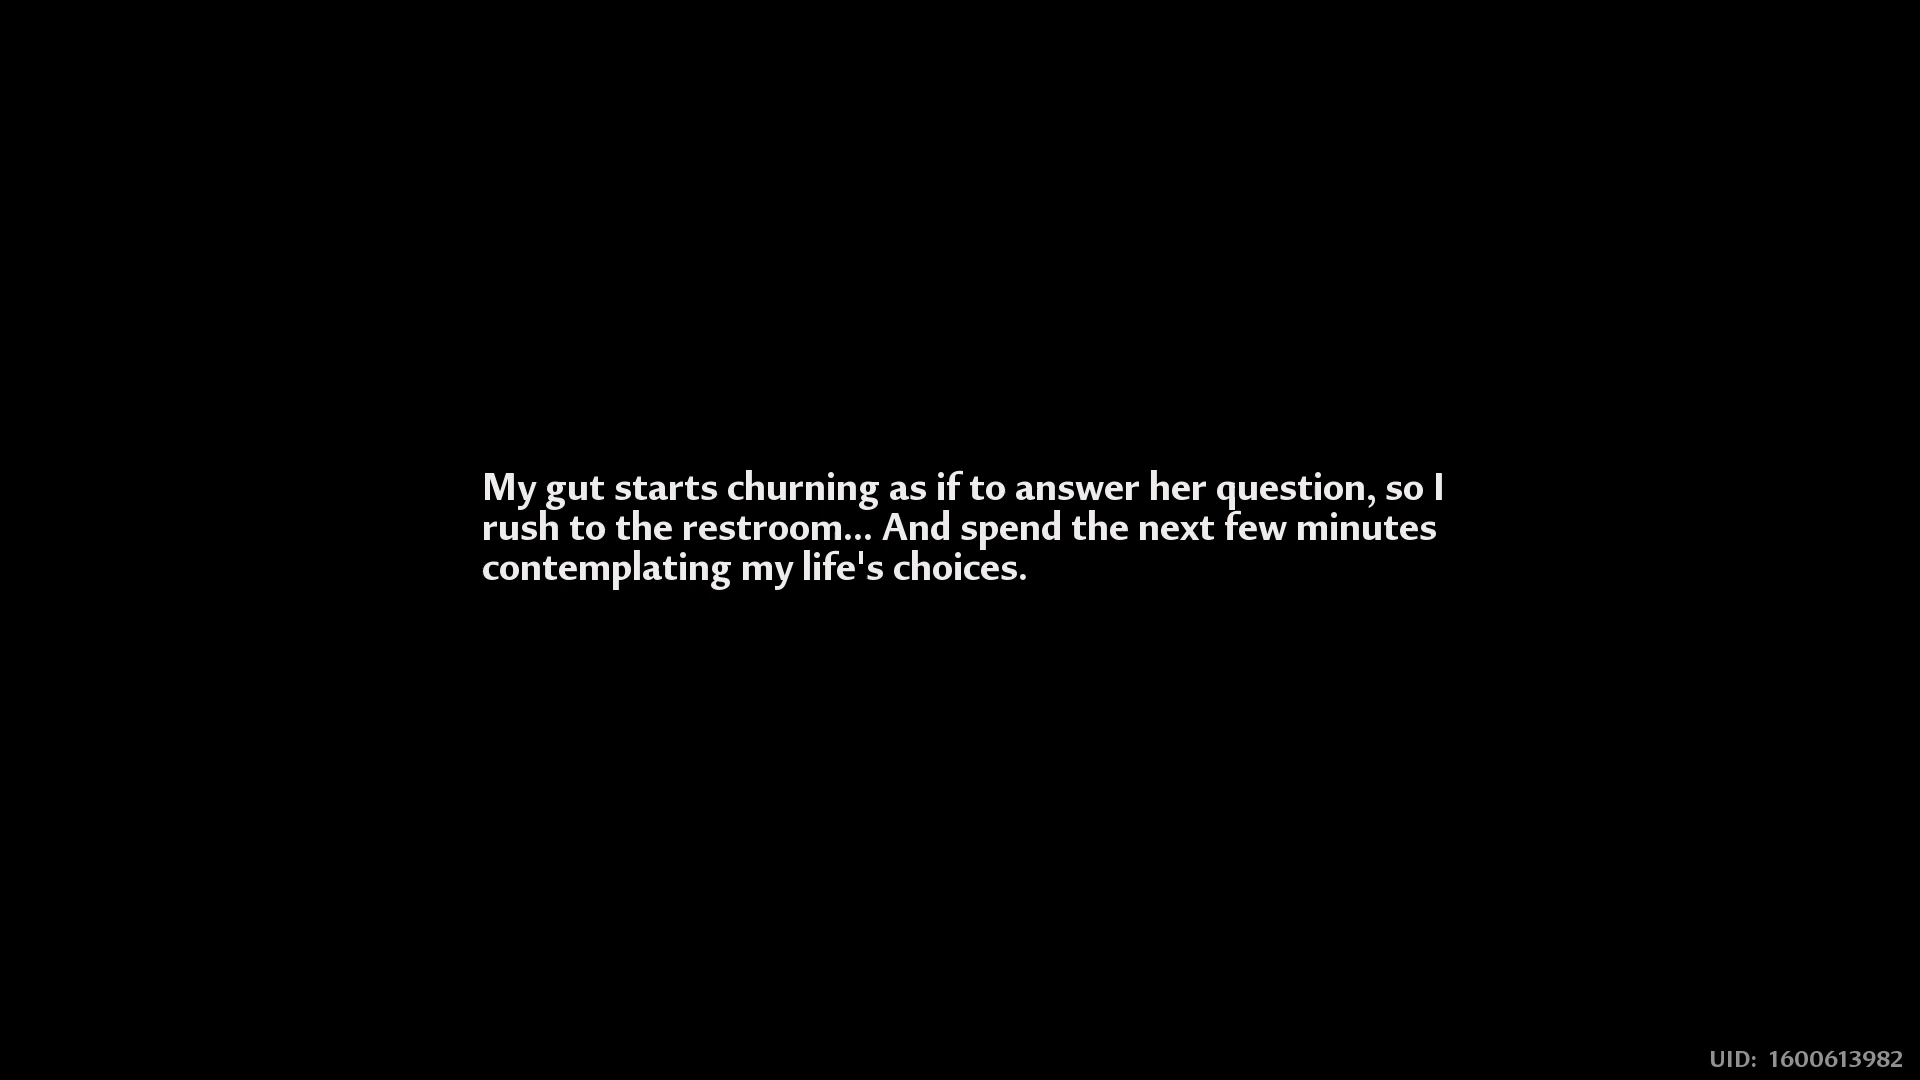 My gut starts churning as if to answer her question, so I
rush to the restroom... And spend the next few minutes
contemplating my life's choices.
UID: 1600613982